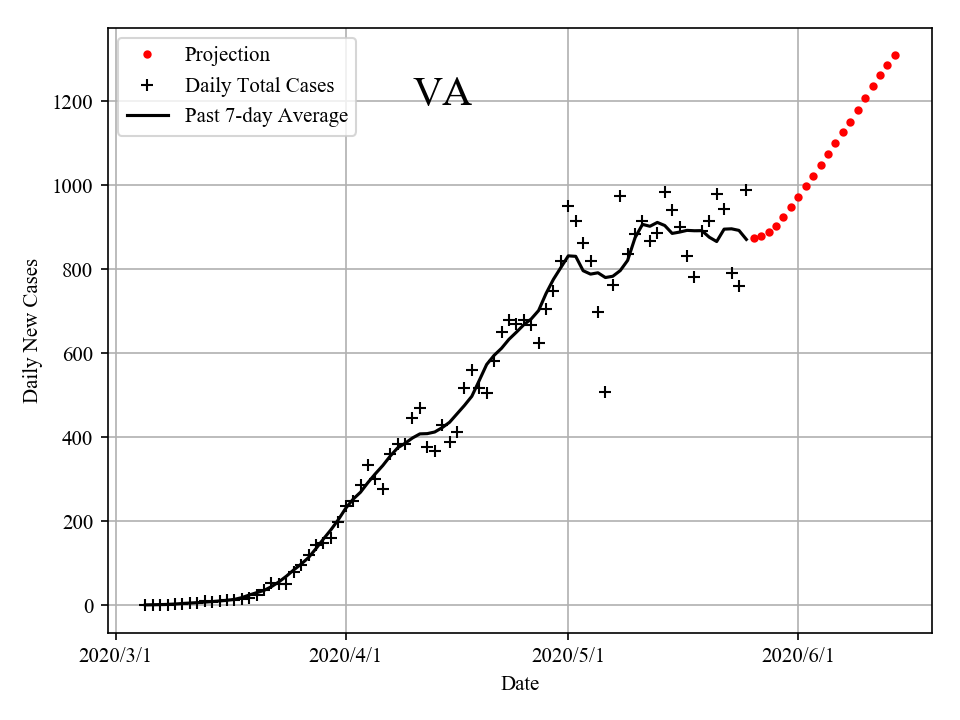 Projection
Daily Total Cases
Past 7-day Average
VA
1200
1000
800
600
400
200
0
Daily New Cases
2020/3/1 2020/4/1 2020/5/1 2020/6/1
Date